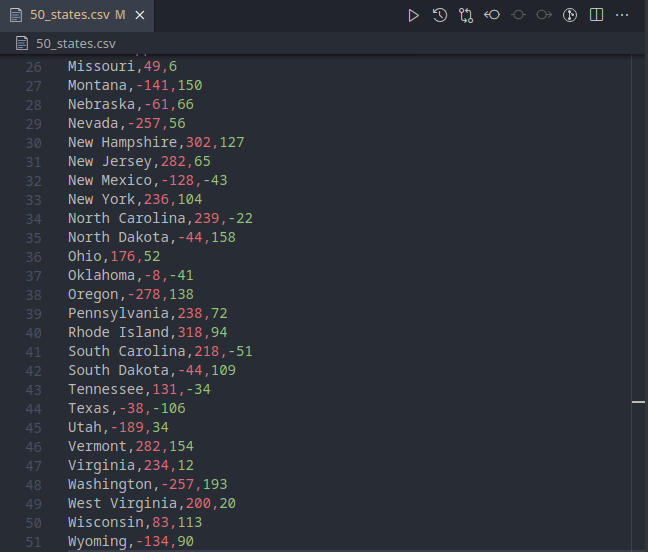 50_states.csv M
50_states.csv
26 Missouri,49,6
27 Montana,-141,150
28 Nebraska,-61,66
29 Nevada,-257,56
30 New Hampshire,302,127
31 New Jersey,282,65
32 New Mexico,-128,-43
33 New York,236,104
34 North Carolina,239,-22
35 North Dakota,-44,158
36 Ohio,176,52
37 Oklahoma,-8,-41
38 Oregon,-278,138
39 Pennsylvania,238,72
40 Rhode Island,318,94
41 South Carolina,218,-51
42 South Dakota,-44,109
43 Tennessee,131,-34
44 Texas,-38,-106
45 Utah,-189,34
46 Vermont,282,154
47 Virginia,234,12
48 Washington,-257,193
49 West Virginia,200,20
50 Wisconsin,83,113
51 Wyoming,-134,90